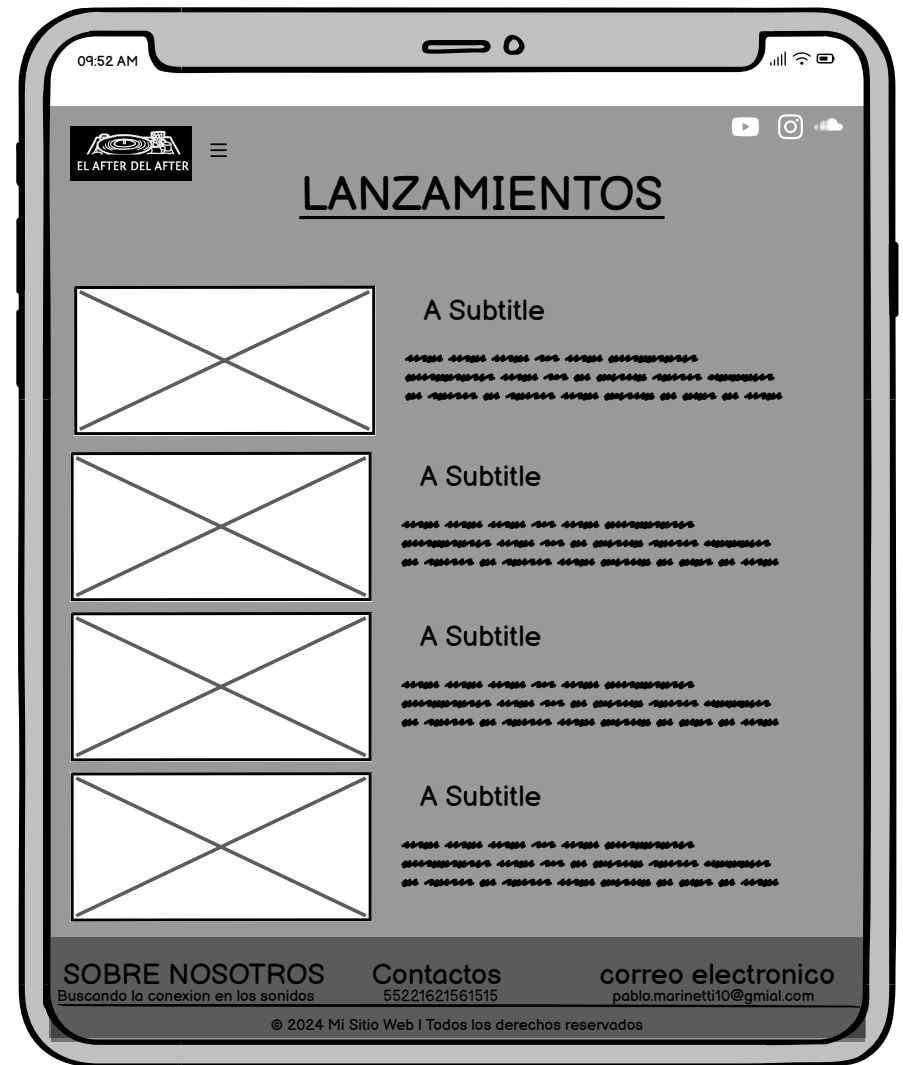 09:52 AM
EL AFTER DEL AFTER
LANZAMIENTOS
A Subtitle
A Subtitle
A Subtitle
A Subtitle
SOBRE NOSOTROS
Buscando la conexion en los sonidos
Contactos
55221621561515
correo electronico
pablo.marinetti10@gmial.com
© 2024 Mi Sitio Web | Todos los derechos reservados